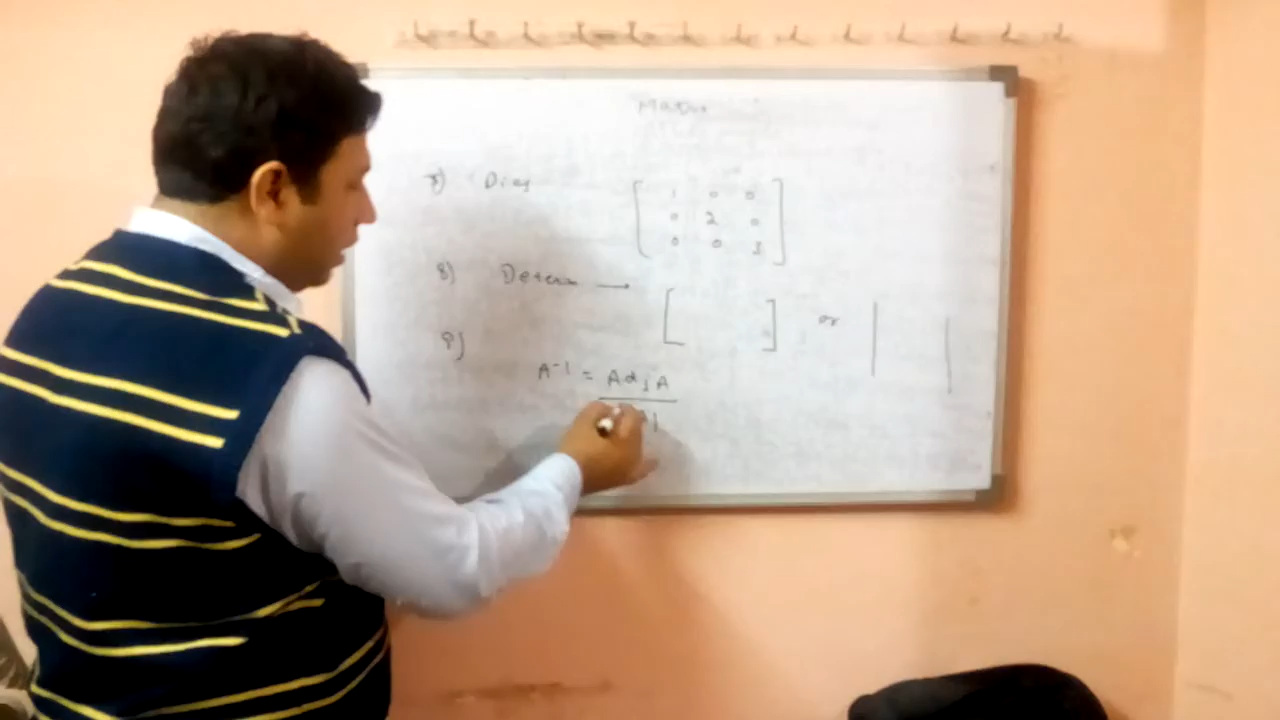 Matrix
7) Diag [ 1 0 0
0 2 0
0 0 3 ]
8) Determ → [ ] or | |
9)
A⁻¹ = Adj A
|